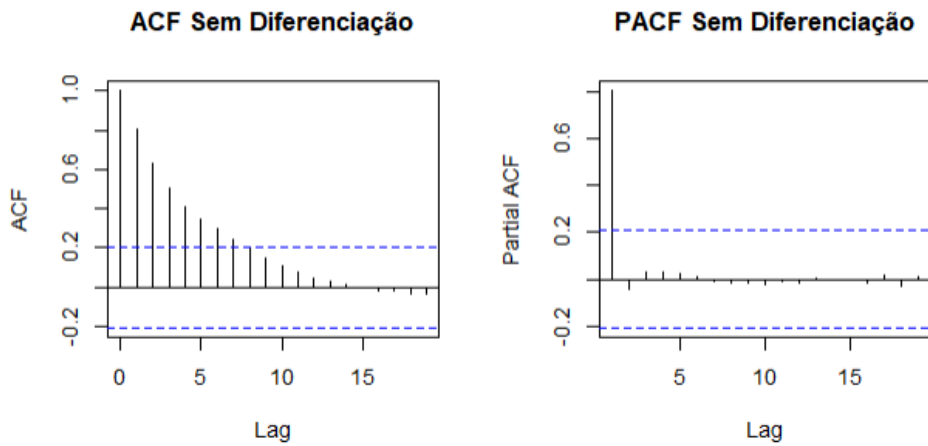 ACF Sem Diferenciação
ACF
1.0
0.6
0.2
-0.2
0
5
10
15
Lag
PACF Sem Diferenciação
Partial ACF
0.6
0.2
-0.2
5
10
15
Lag